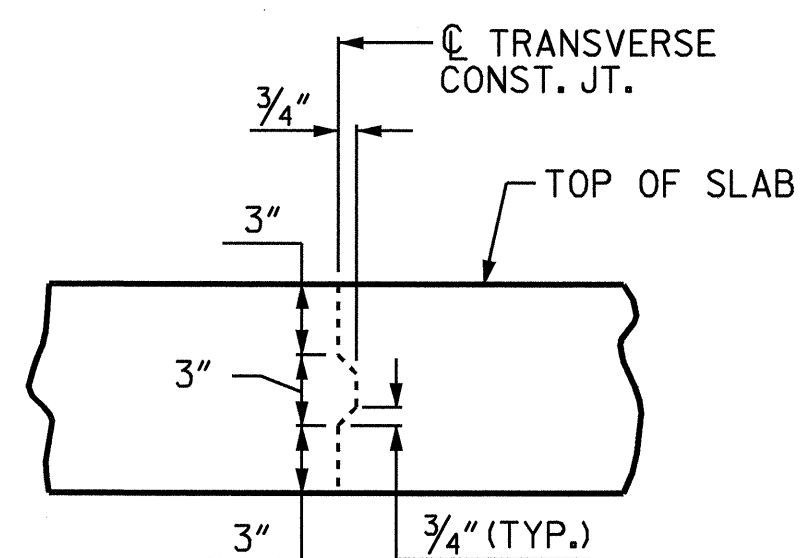 ℄ TRANSVERSE
CONST. JT.
3/4"
TOP OF SLAB
3"
3"
3"
3/4" (TYP.)